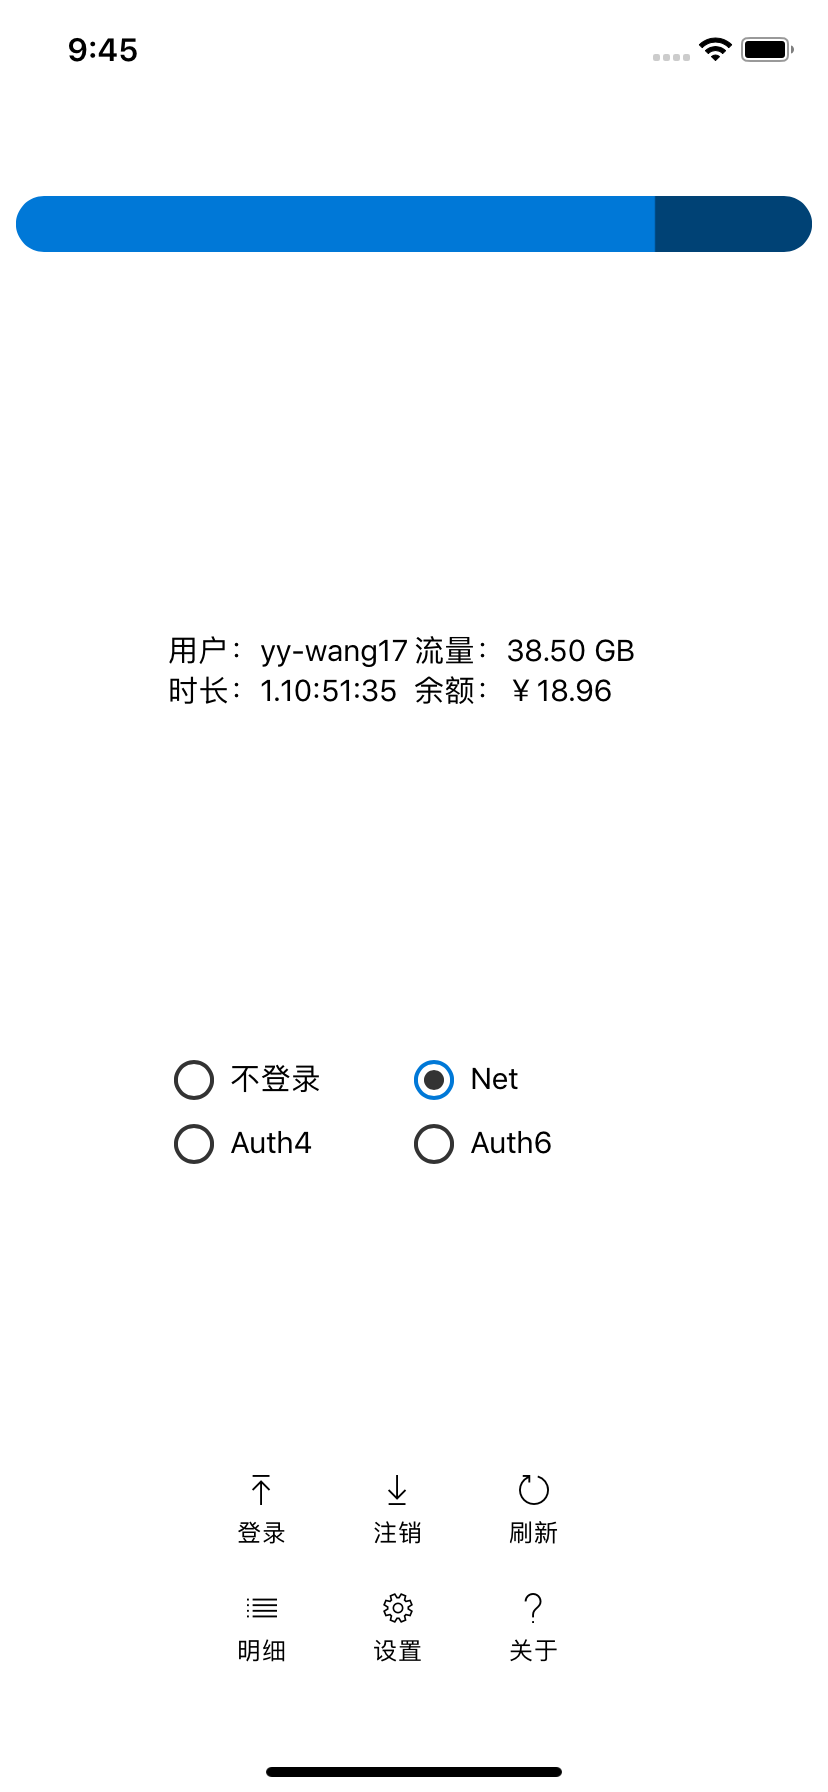 9:45
用户：yy-wang17 流量：38.50 GB
时长：1.10:51:35 余额：￥18.96
不登录 Net
Auth4 Auth6
登录 注销 刷新
明细 设置 关于